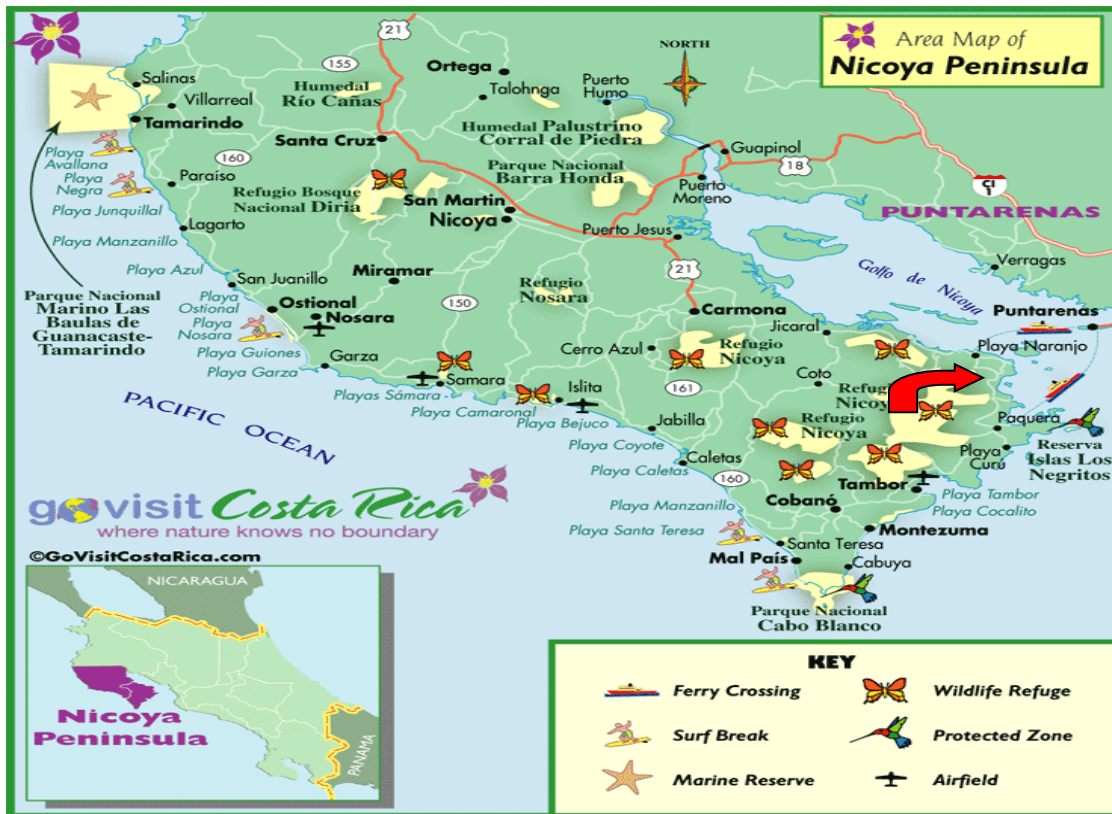 Area Map of
Nicoya Peninsula
NORTH
21
155
Ortega
Talohnga
Puerto
Humo
Salinas
Villarreal
Tamarindo
Humedal
Río Cañas
Santa Cruz
Humedal Palustrino
Corral de Piedra
Guapinol
18
CI
1
Playa
Avallana
Playa
Negra
Playa Junquillal
160
Paraíso
Refugio Bosque
Nacional Diria
Parque Nacional
Barra Honda
San Martin
Nicoya
Puerto
Moreno
PUNTARENAS
Lagarto
Playa Manzanillo
Puerto Jesus
Verragas
Golfo de
Nicoya
Playa Azul
San Juanillo
Miramar
21
Parque Nacional
Marino Las
Baulas de
Guanacaste-
Tamarindo
Playa
Ostional
Playa
Nosara
Playa Guiones
Playa Garza
Ostional
Nosara
150
Refugio
Nosara
Carmona
Puntarenas
Jicaral
Playa Naranjo
Garza
Cerro Azul
Refugio
Nicoya
Samara
Playas Sámara
Playa Camaronal
Islita
Playa Bejuco
161
Coto
Refugio
Nicoya
Refugio
Nicoya
Paquera
Reserva
Islas Los
Negritos
PACIFIC OCEAN
Jabilla
Playa Coyote
Caletas
Playa Caletas
160
Playa
Curú
Tambor
Playa Tambor
Playa Cocalito
Cobanó
Playa Manzanillo
Playa Santa Teresa
Montezuma
Santa Teresa
Mal País
Cabuya
Parque Nacional
Cabo Blanco
govisit Costa Rica
where nature knows no boundary
©GoVisitCostaRica.com
NICARAGUA
Nicoya
Peninsula
PANAMA
KEY
Ferry Crossing
Wildlife Refuge
Surf Break
Protected Zone
Marine Reserve
Airfield